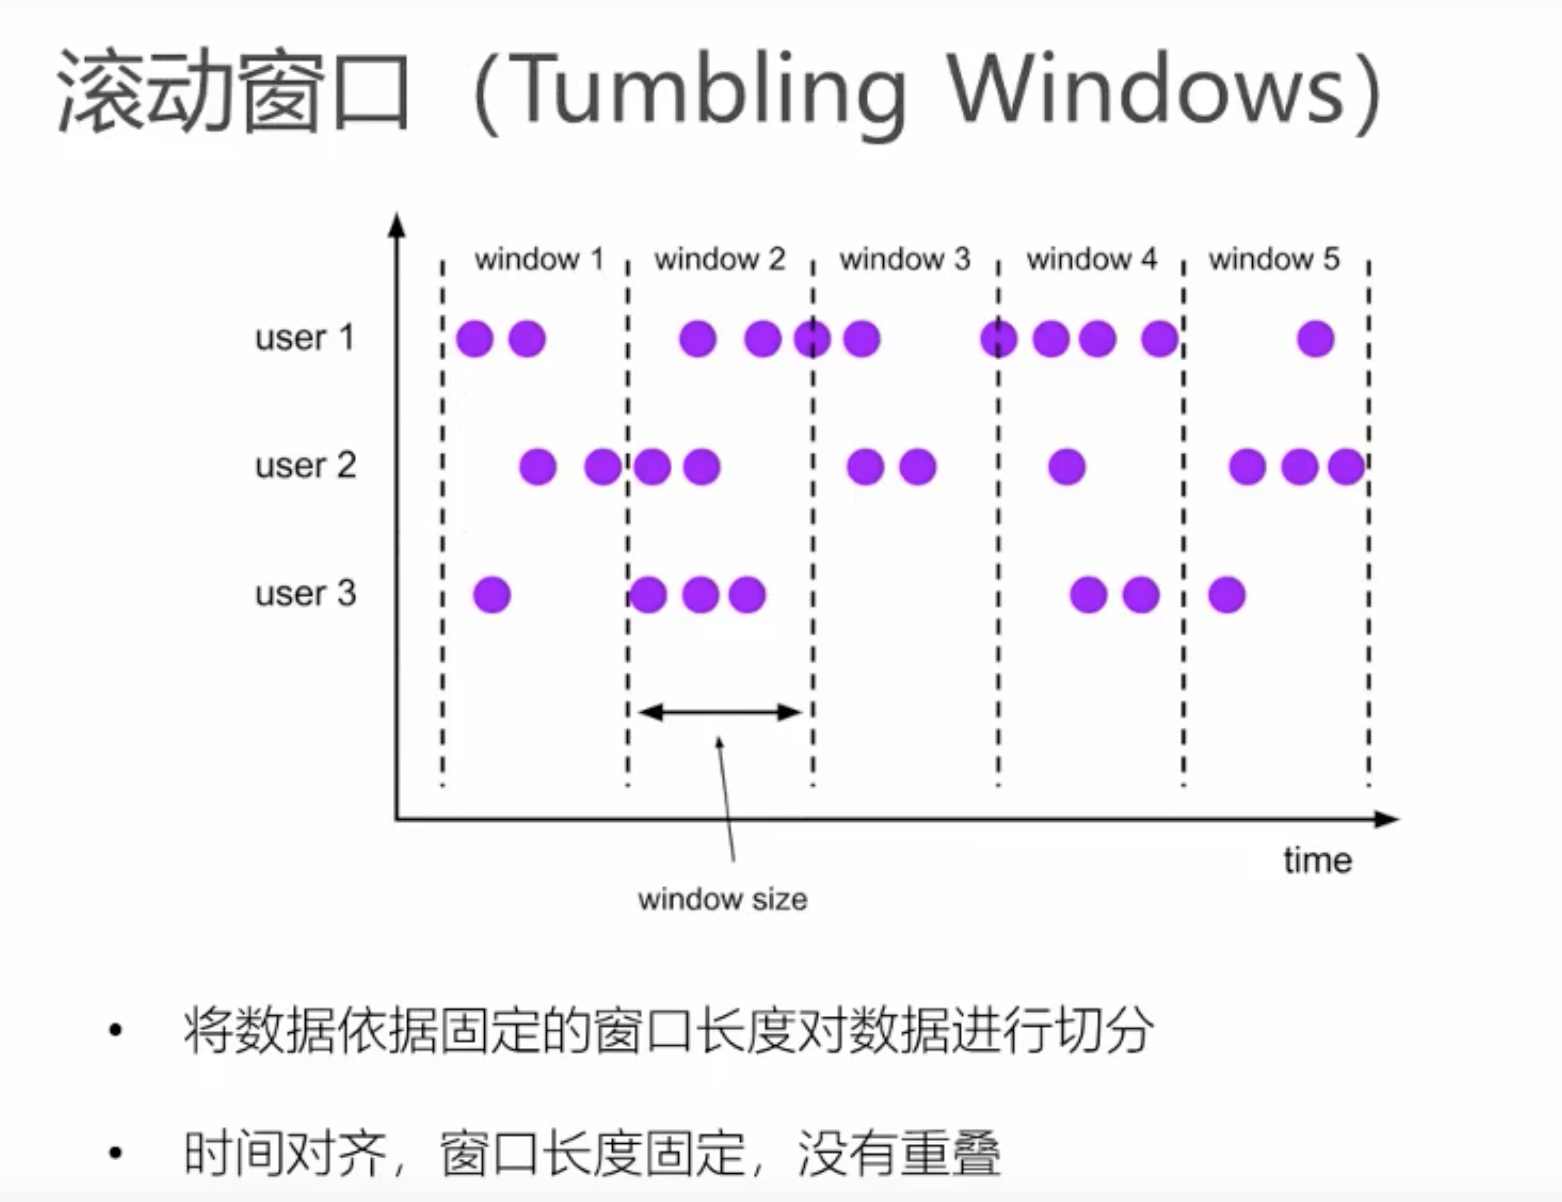 滚动窗口（Tumbling Windows）
window 1 window 2 window 3 window 4 window 5
user 1
user 2
user 3
time
window size
• 将数据依据固定的窗口长度对数据进行切分
• 时间对齐，窗口长度固定，没有重叠